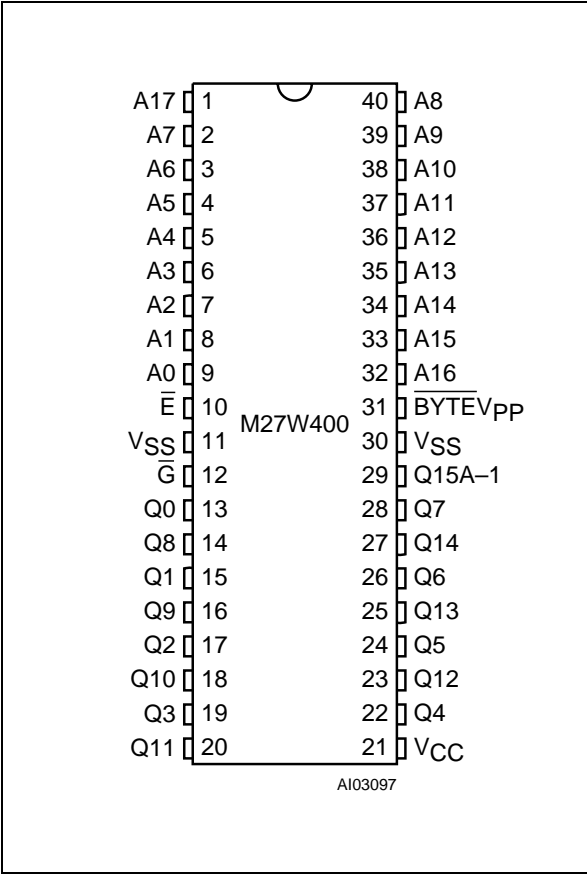 A17 1 40 A8
A7 2 39 A9
A6 3 38 A10
A5 4 37 A11
A4 5 36 A12
A3 6 35 A13
A2 7 34 A14
A1 8 33 A15
A0 9 32 A16
E̅ 10 31 B̅Y̅T̅E̅VPP
M27W400
VSS 11 30 VSS
G̅ 12 29 Q15A–1
Q0 13 28 Q7
Q8 14 27 Q14
Q1 15 26 Q6
Q9 16 25 Q13
Q2 17 24 Q5
Q10 18 23 Q12
Q3 19 22 Q4
Q11 20 21 VCC
AI03097